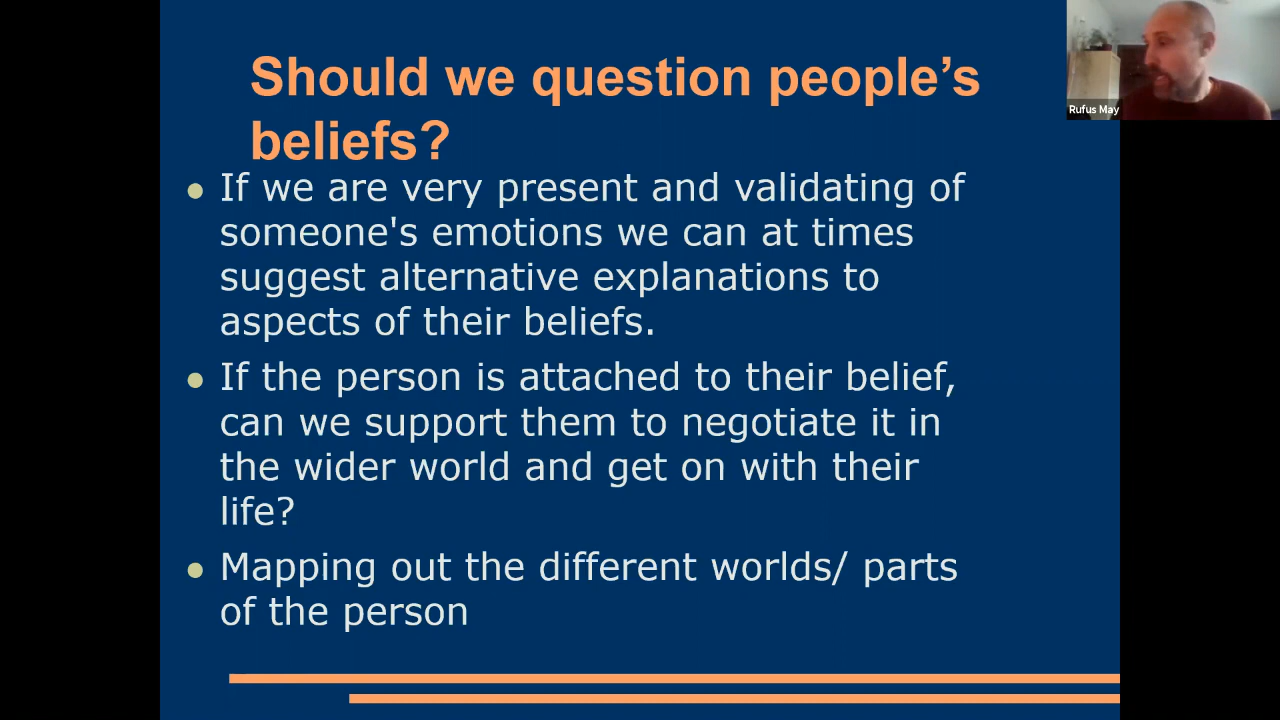 Should we question people’s
beliefs?
If we are very present and validating of
someone's emotions we can at times
suggest alternative explanations to
aspects of their beliefs.
If the person is attached to their belief,
can we support them to negotiate it in
the wider world and get on with their
life?
Mapping out the different worlds/ parts
of the person
Rufus May